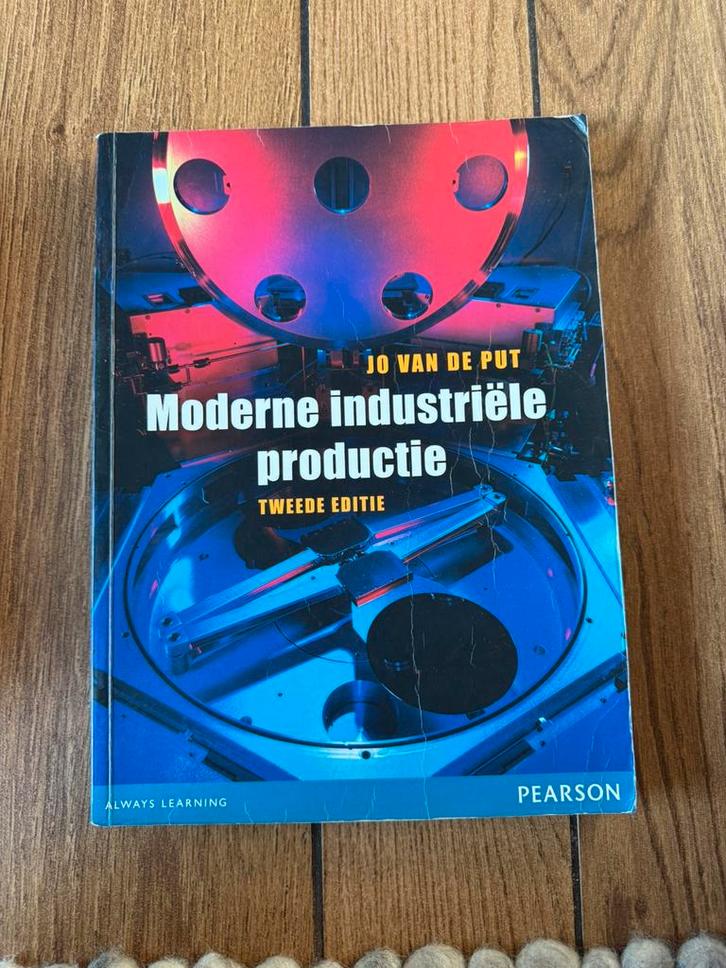 JO VAN DE PUT
Moderne industriële
productie
TWEEDE EDITIE
ALWAYS LEARNING
PEARSON